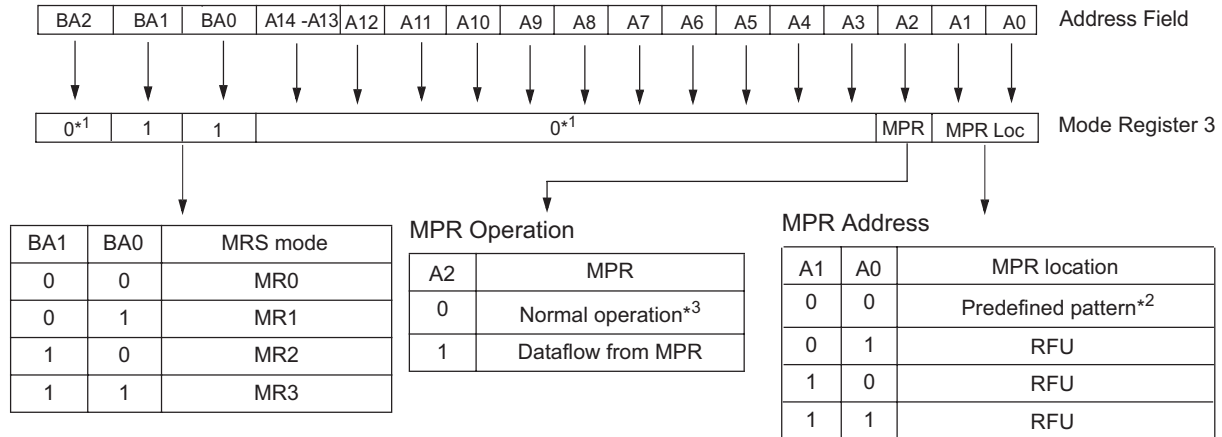 BA2 BA1 BA0 A14 -A13 A12 A11 A10 A9 A8 A7 A6 A5 A4 A3 A2 A1 A0 Address Field
0*1 1 1 0*1 MPR MPR Loc Mode Register 3
BA1 BA0 MRS mode
0 0 MR0
0 1 MR1
1 0 MR2
1 1 MR3
MPR Operation
A2 MPR
0 Normal operation*3
1 Dataflow from MPR
MPR Address
A1 A0 MPR location
0 0 Predefined pattern*2
0 1 RFU
1 0 RFU
1 1 RFU